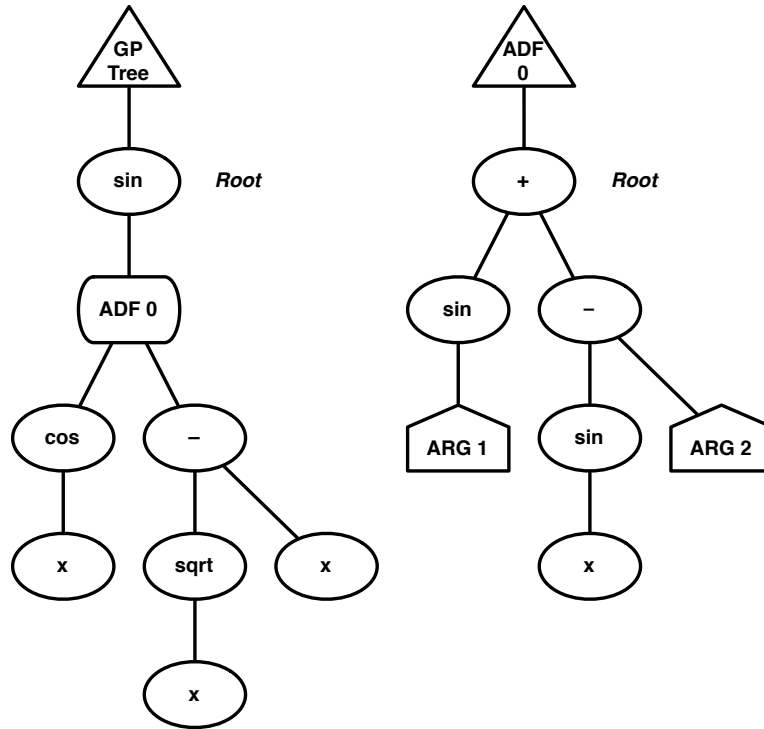 GP
Tree
sin
Root
ADF 0
cos
–
x
sqrt
x
x
ADF
0
+
Root
sin
–
ARG 1
sin
ARG 2
x